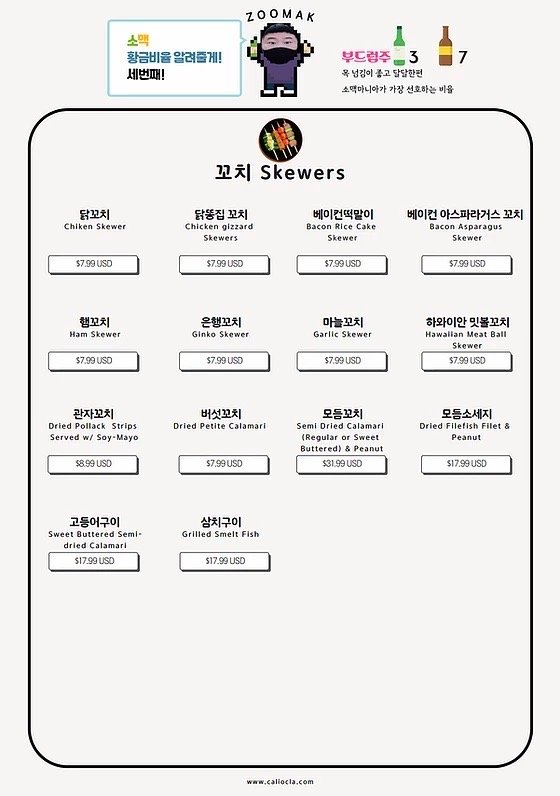 ZOOMAK
소맥
황금비율 알려줄게!
세번째!
부드럼주 3 7
목 넘김이 좋고 달달한편
소맥마니아가 가장 선호하는 비율
꼬치 Skewers
닭꼬치
Chiken Skewer
$7.99 USD
닭똥집 꼬치
Chicken gizzard
Skewers
$7.99 USD
베이컨떡말이
Bacon Rice Cake
Skewer
$7.99 USD
베이컨 아스파라거스 꼬치
Bacon Asparagus
Skewer
$7.99 USD
햄꼬치
Ham Skewer
$7.99 USD
은행꼬치
Ginko Skewer
$7.99 USD
마늘꼬치
Garlic Skewer
$7.99 USD
하와이안 밋볼꼬치
Hawaiian Meat Ball
Skewer
$7.99 USD
관자꼬치
Dried Pollack Strips
Served w/ Soy-Mayo
$8.99 USD
버섯꼬치
Dried Petite Calamari
$7.99 USD
모듬꼬치
Semi Dried Calamari
(Regular or Sweet
Buttered) & Peanut
$31.99 USD
모듬소세지
Dried Filefish Filet &
Peanut
$17.99 USD
고등어구이
Sweet Buttered Semi-
dried Calamari
$17.99 USD
삼치구이
Grilled Smelt Fish
$17.99 USD
www.callocla.com